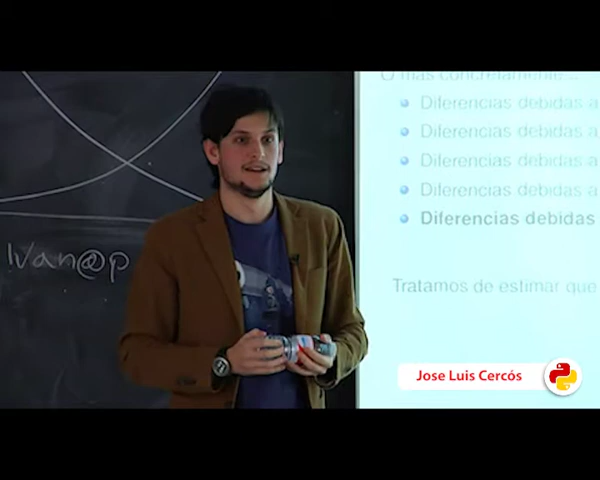 O más concretamente...
Diferencias debidas a
Diferencias debidas a
Diferencias debidas a
Diferencias debidas a
Diferencias debidas
Tratamos de estimar que
Ivan@p
Jose Luis Cercós